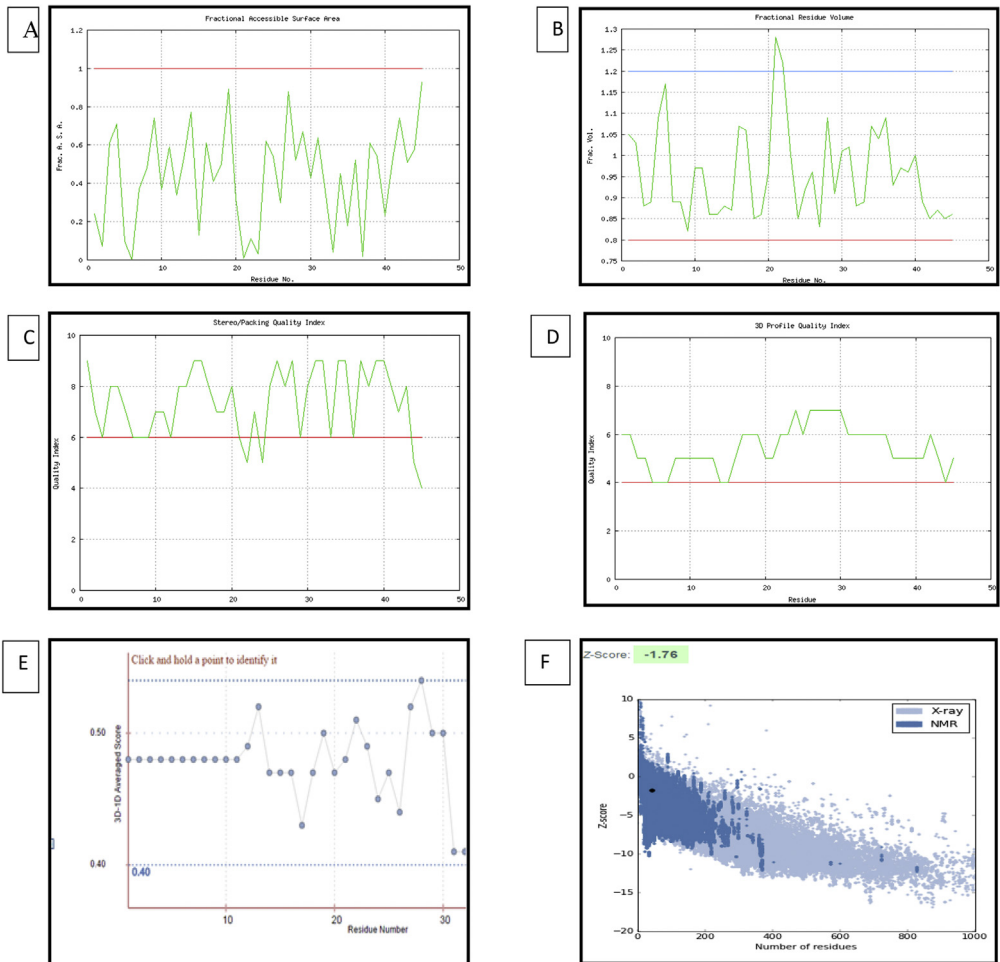 A
Fractional Accessible Surface Area
1.2
1
0.8
0.6
0.4
0.2
0
Frac. A. S. A.
0 10 20 30 40 50
Residue No.
B
Fractional Residue Volume
1.3
1.25
1.2
1.15
1.1
1.05
1
0.95
0.9
0.85
0.8
0.75
Frac. Vol.
0 10 20 30 40 50
Residue No.
C
Stereo/Packing Quality Index
10
8
6
4
2
0
Quality Index
0 10 20 30 40 50
D
3D Profile Quality Index
10
8
6
4
2
0
Quality Index
0 10 20 30 40 50
Residue
E
Click and hold a point to identify it
0.50
0.40
0.40
3D-1D Averaged Score
10 20 30
Residue Number
F
Z-Score: -1.76
X-ray
NMR
10
5
0
−5
−10
−15
−20
Z-score
0 200 400 600 800 1000
Number of residues